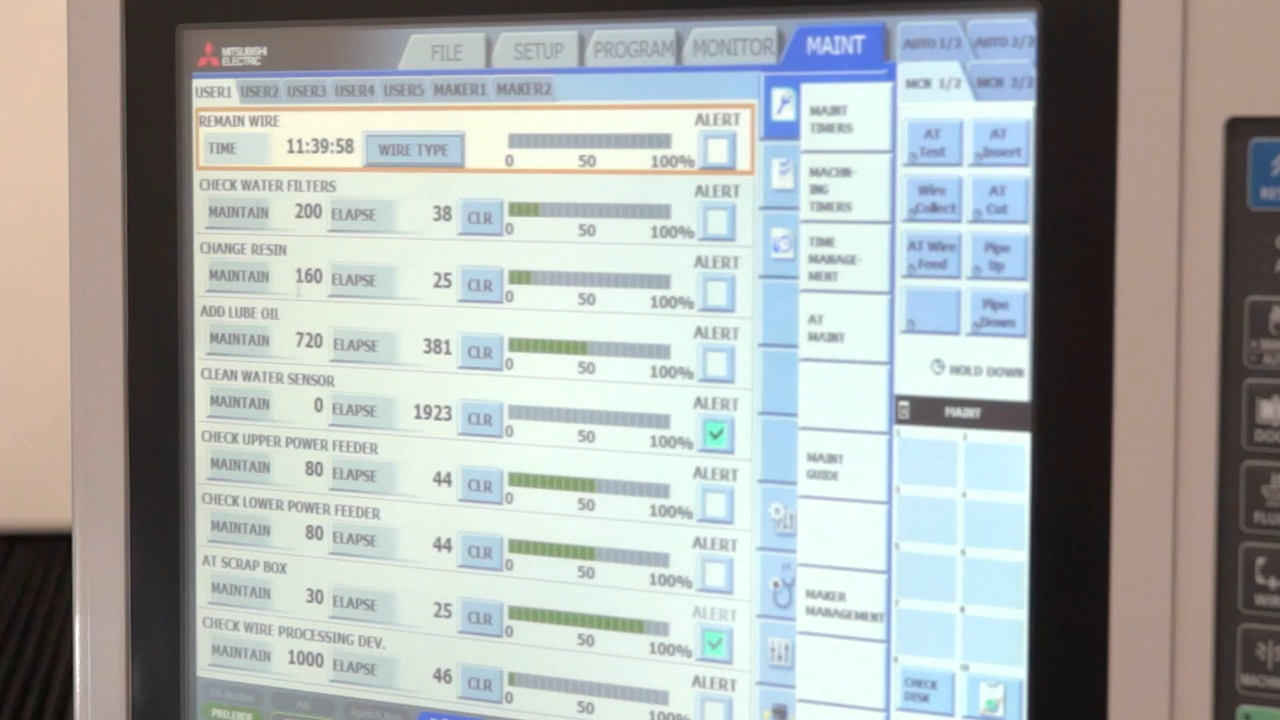 MITSUBISHI
ELECTRIC
FILE SETUP PROGRAM MONITOR MAINT
AUTO 1/2 AUTO 2/2
USER1 USER2 USER3 USER4 USER5 MAKER1 MAKER2
MCN 1/2 MCN 2/2
REMAIN WIRE ALERT
TIME 11:39:58 WIRE TYPE
0 50 100%
CHECK WATER FILTERS ALERT
MAINTAIN 200 ELAPSE 38 CLR
0 50 100%
CHANGE RESIN ALERT
MAINTAIN 160 ELAPSE 25 CLR
0 50 100%
ADD LUBE OIL ALERT
MAINTAIN 720 ELAPSE 381 CLR
0 50 100%
CLEAN WATER SENSOR ALERT
MAINTAIN 0 ELAPSE 1923 CLR
0 50 100%
CHECK UPPER POWER FEEDER ALERT
MAINTAIN 80 ELAPSE 44 CLR
0 50 100%
CHECK LOWER POWER FEEDER ALERT
MAINTAIN 80 ELAPSE 44 CLR
0 50 100%
AT SCRAP BOX ALERT
MAINTAIN 30 ELAPSE 25 CLR
0 50 100%
CHECK WIRE PROCESSING DEV. ALERT
MAINTAIN 1000 ELAPSE 46 CLR
0 50 100%
MAINT
TIMERS
MACHIN-
ING
TIMERS
TIME
MANAGE-
MENT
AT
MAINT
MAINT
GUIDE
MAKER
MANAGEMENT
AT
Test
AT
Insert
Wire
Collect
AT
Cut
AT Wire
Feed
Pipe
Up
Pipe
Down
HOLD DOWN
MAINT
CHECK
DISK